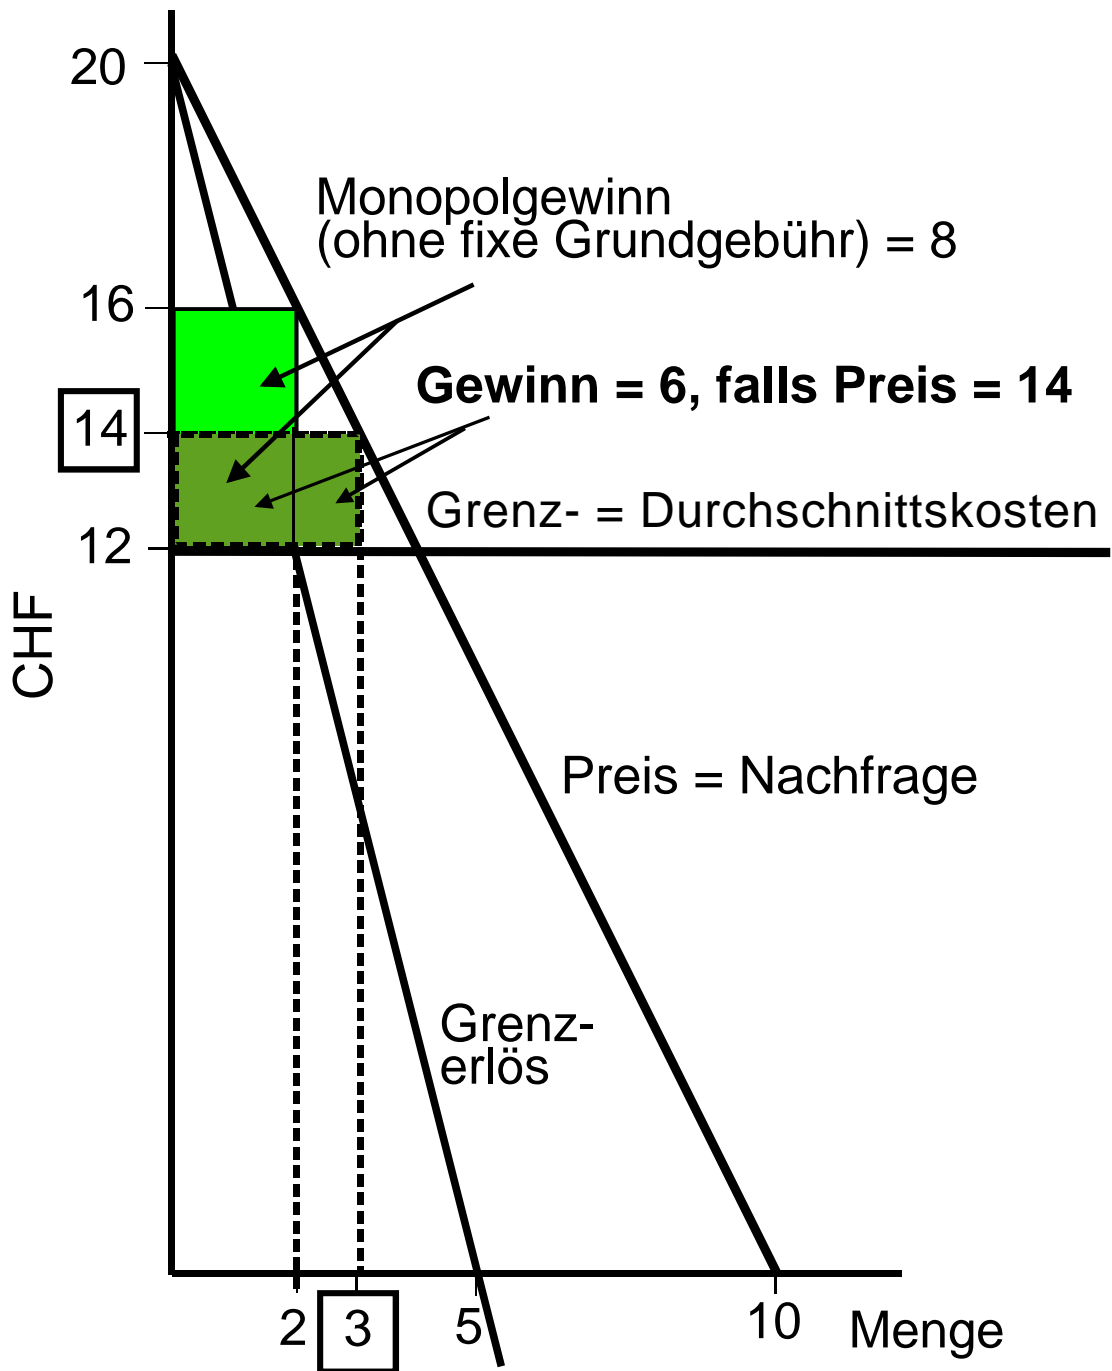 20
Monopolgewinn
(ohne fixe Grundgebühr) = 8
16
Gewinn = 6, falls Preis = 14
14
Grenz- = Durchschnittskosten
12
CHF
Preis = Nachfrage
Grenz-
erlös
2 3 5 10 Menge